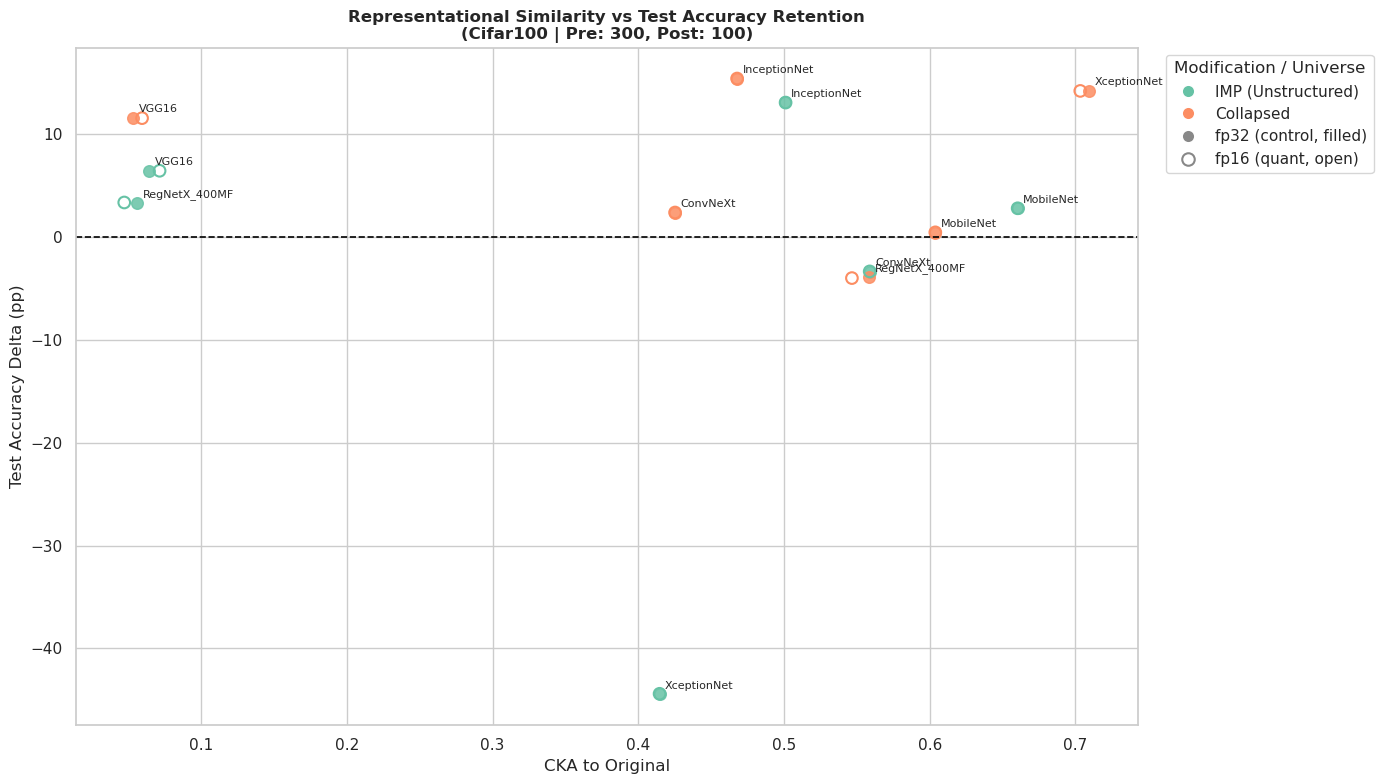 Representational Similarity vs Test Accuracy Retention
(Cifar100 | Pre: 300, Post: 100)
Test Accuracy Delta (pp)
10
0
−10
−20
−30
−40
VGG16
VGG16
RegNetX_400MF
InceptionNet
InceptionNet
XceptionNet
ConvNeXt
MobileNet
MobileNet
ConvNeXt
RegNetX_400MF
XceptionNet
0.1
0.2
0.3
0.4
0.5
0.6
0.7
CKA to Original
Modification / Universe
IMP (Unstructured)
Collapsed
fp32 (control, filled)
fp16 (quant, open)